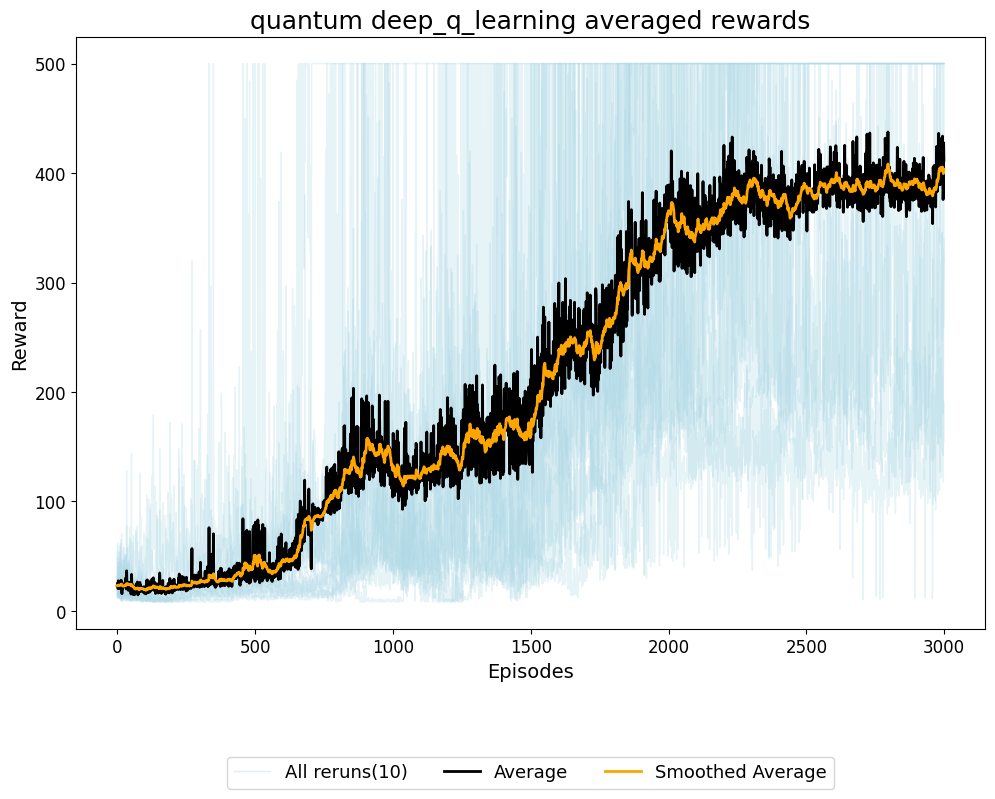 quantum deep_q_learning averaged rewards
500
400
300
200
100
0
Reward
0 500 1000 1500 2000 2500 3000
Episodes
All reruns(10) Average Smoothed Average